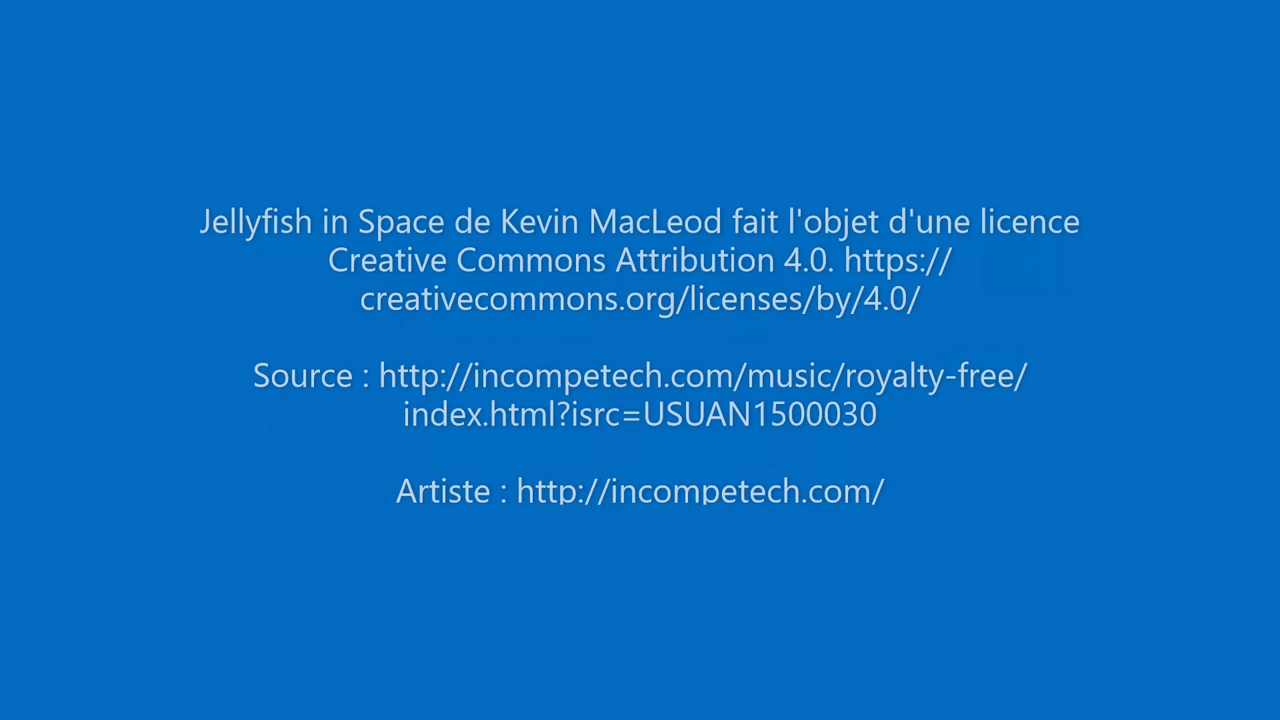 Jellyfish in Space de Kevin MacLeod fait l'objet d'une licence
Creative Commons Attribution 4.0. https://
creativecommons.org/licenses/by/4.0/
Source : http://incompetech.com/music/royalty-free/
index.html?isrc=USUAN1500030
Artiste : http://incompetech.com/